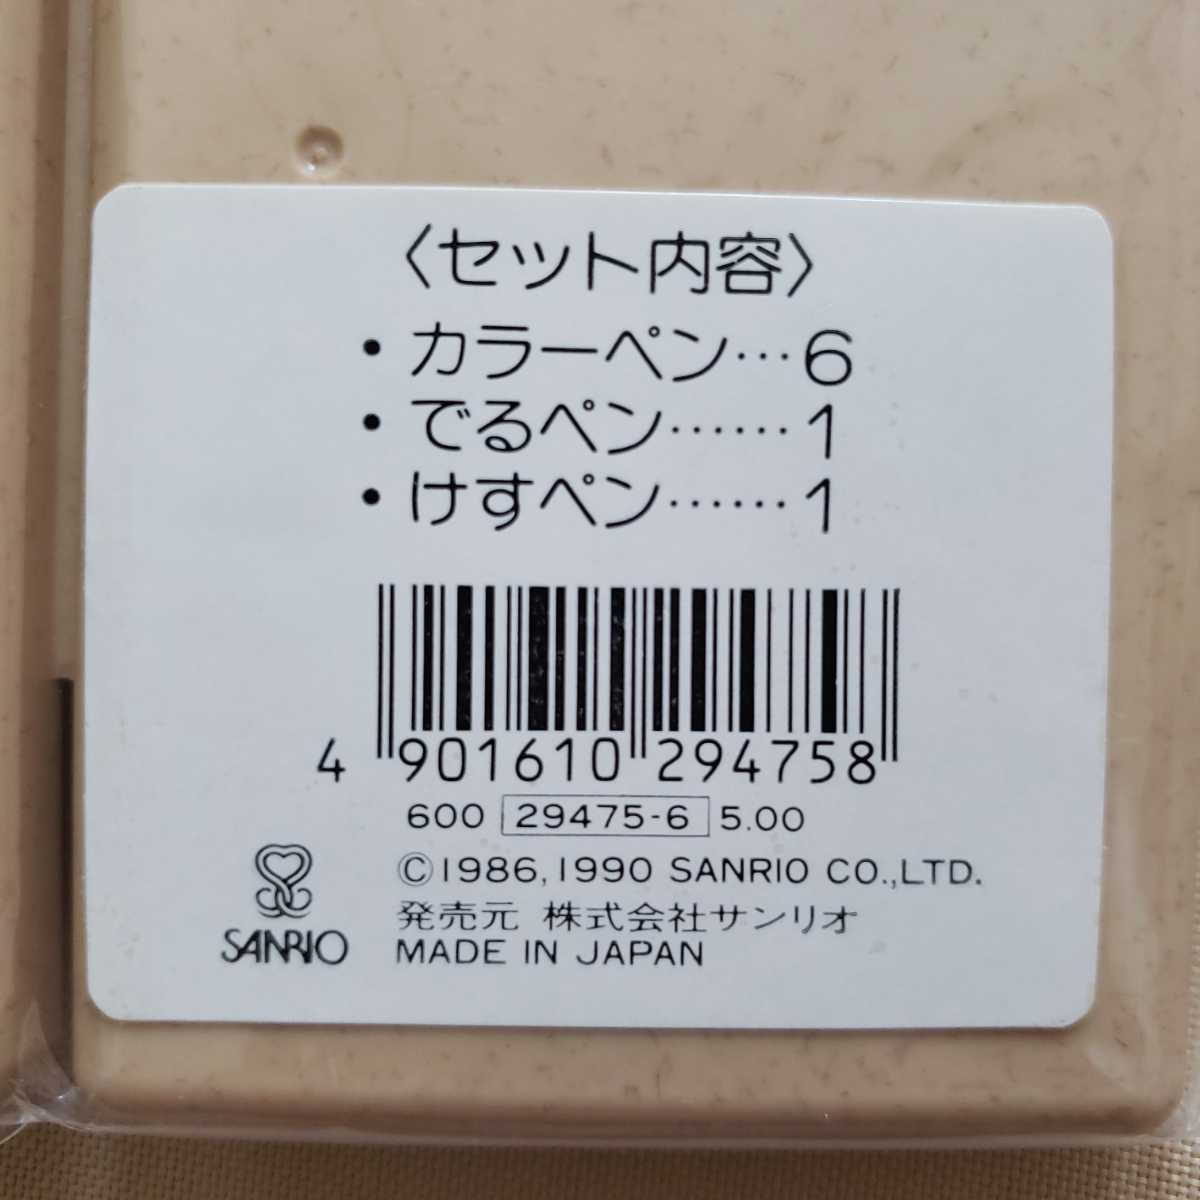 〈セット内容〉
・カラーペン…6
・でるペン……1
・けすペン……1
4 901610 294758
600 29475-6 5.00
©1986,1990 SANRIO CO.,LTD.
発売元 株式会社サンリオ
SANRIO
MADE IN JAPAN